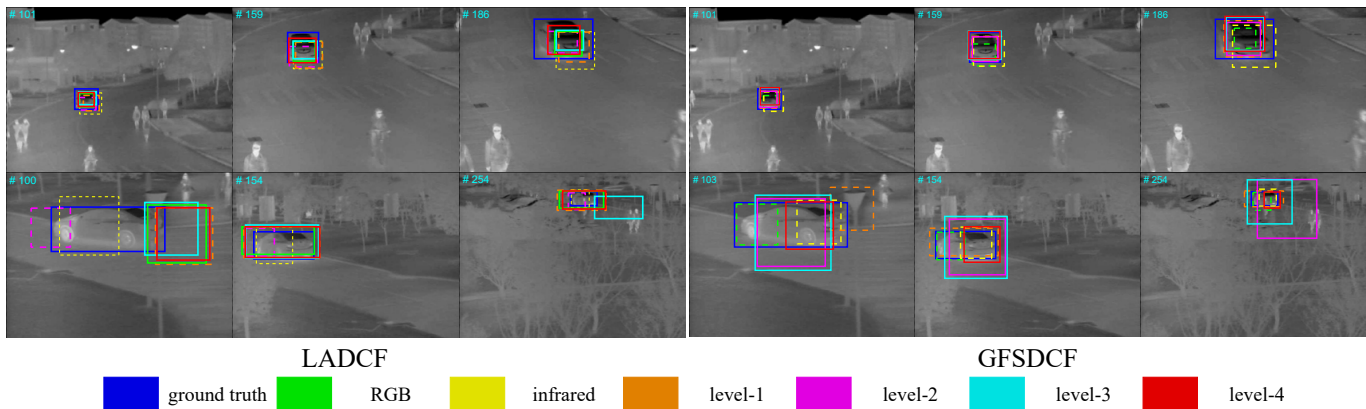 # 101 # 159 # 186 # 101 # 159 # 186
# 100 # 154 # 254 # 103 # 154 # 254
LADCF GFSDCF
ground truth RGB infrared level-1 level-2 level-3 level-4